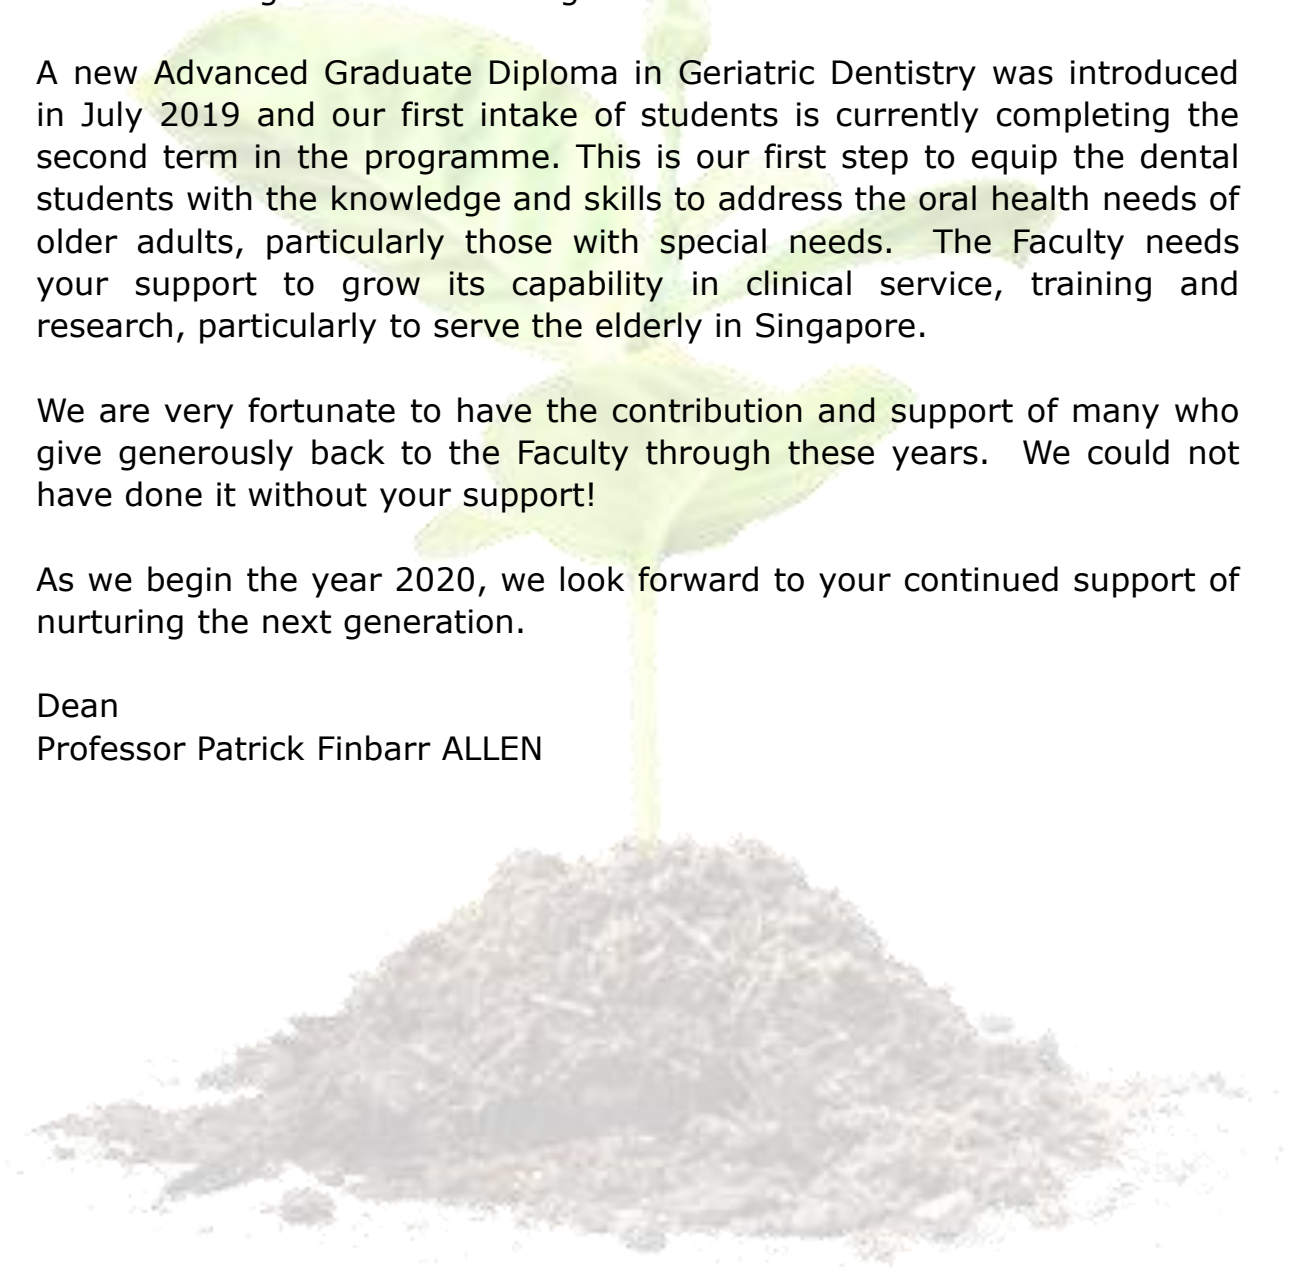 A new Advanced Graduate Diploma in Geriatric Dentistry was introduced
in July 2019 and our first intake of students is currently completing the
second term in the programme. This is our first step to equip the dental
students with the knowledge and skills to address the oral health needs of
older adults, particularly those with special needs.  The Faculty needs
your support to grow its capability in clinical service, training and
research, particularly to serve the elderly in Singapore.
We are very fortunate to have the contribution and support of many who
give generously back to the Faculty through these years.  We could not
have done it without your support!
As we begin the year 2020, we look forward to your continued support of
nurturing the next generation.
Dean
Professor Patrick Finbarr ALLEN